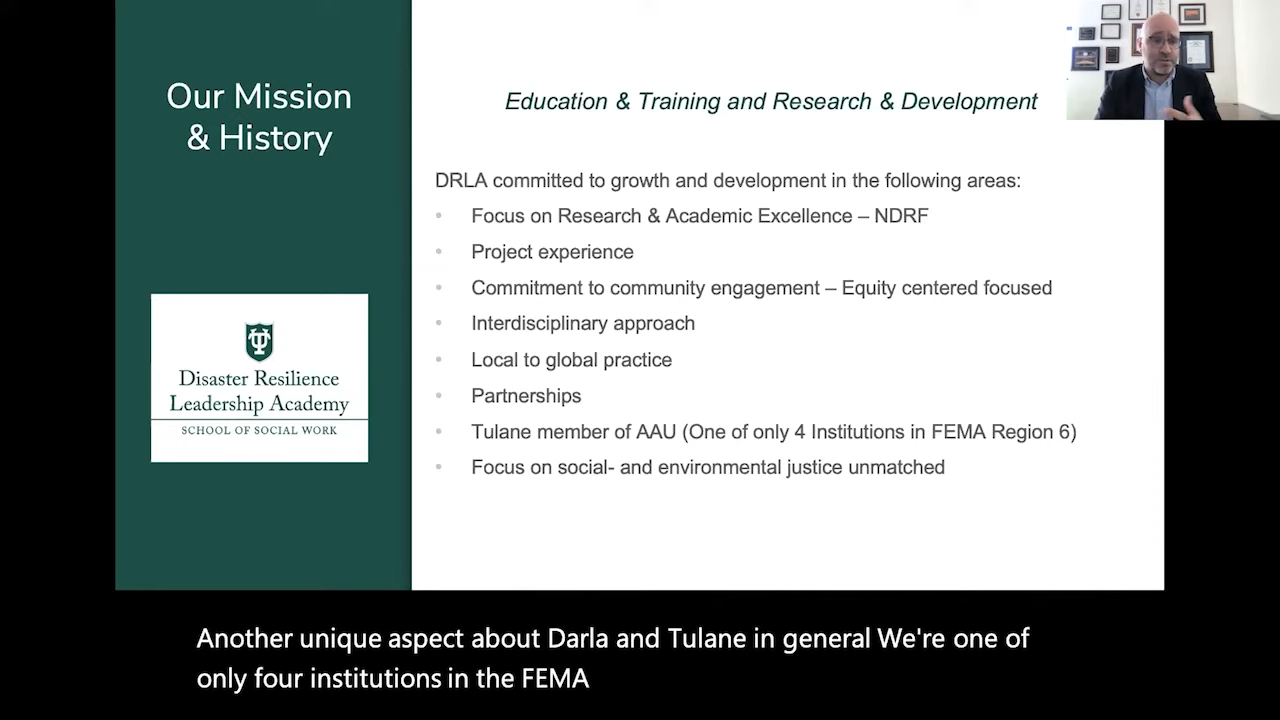 Our Mission
& History
Education & Training and Research & Development
DRLA committed to growth and development in the following areas:
• Focus on Research & Academic Excellence – NDRF
• Project experience
• Commitment to community engagement – Equity centered focused
• Interdisciplinary approach
• Local to global practice
• Partnerships
• Tulane member of AAU (One of only 4 Institutions in FEMA Region 6)
• Focus on social- and environmental justice unmatched
Disaster Resilience
Leadership Academy
SCHOOL OF SOCIAL WORK
Another unique aspect about Darla and Tulane in general We're one of
only four institutions in the FEMA